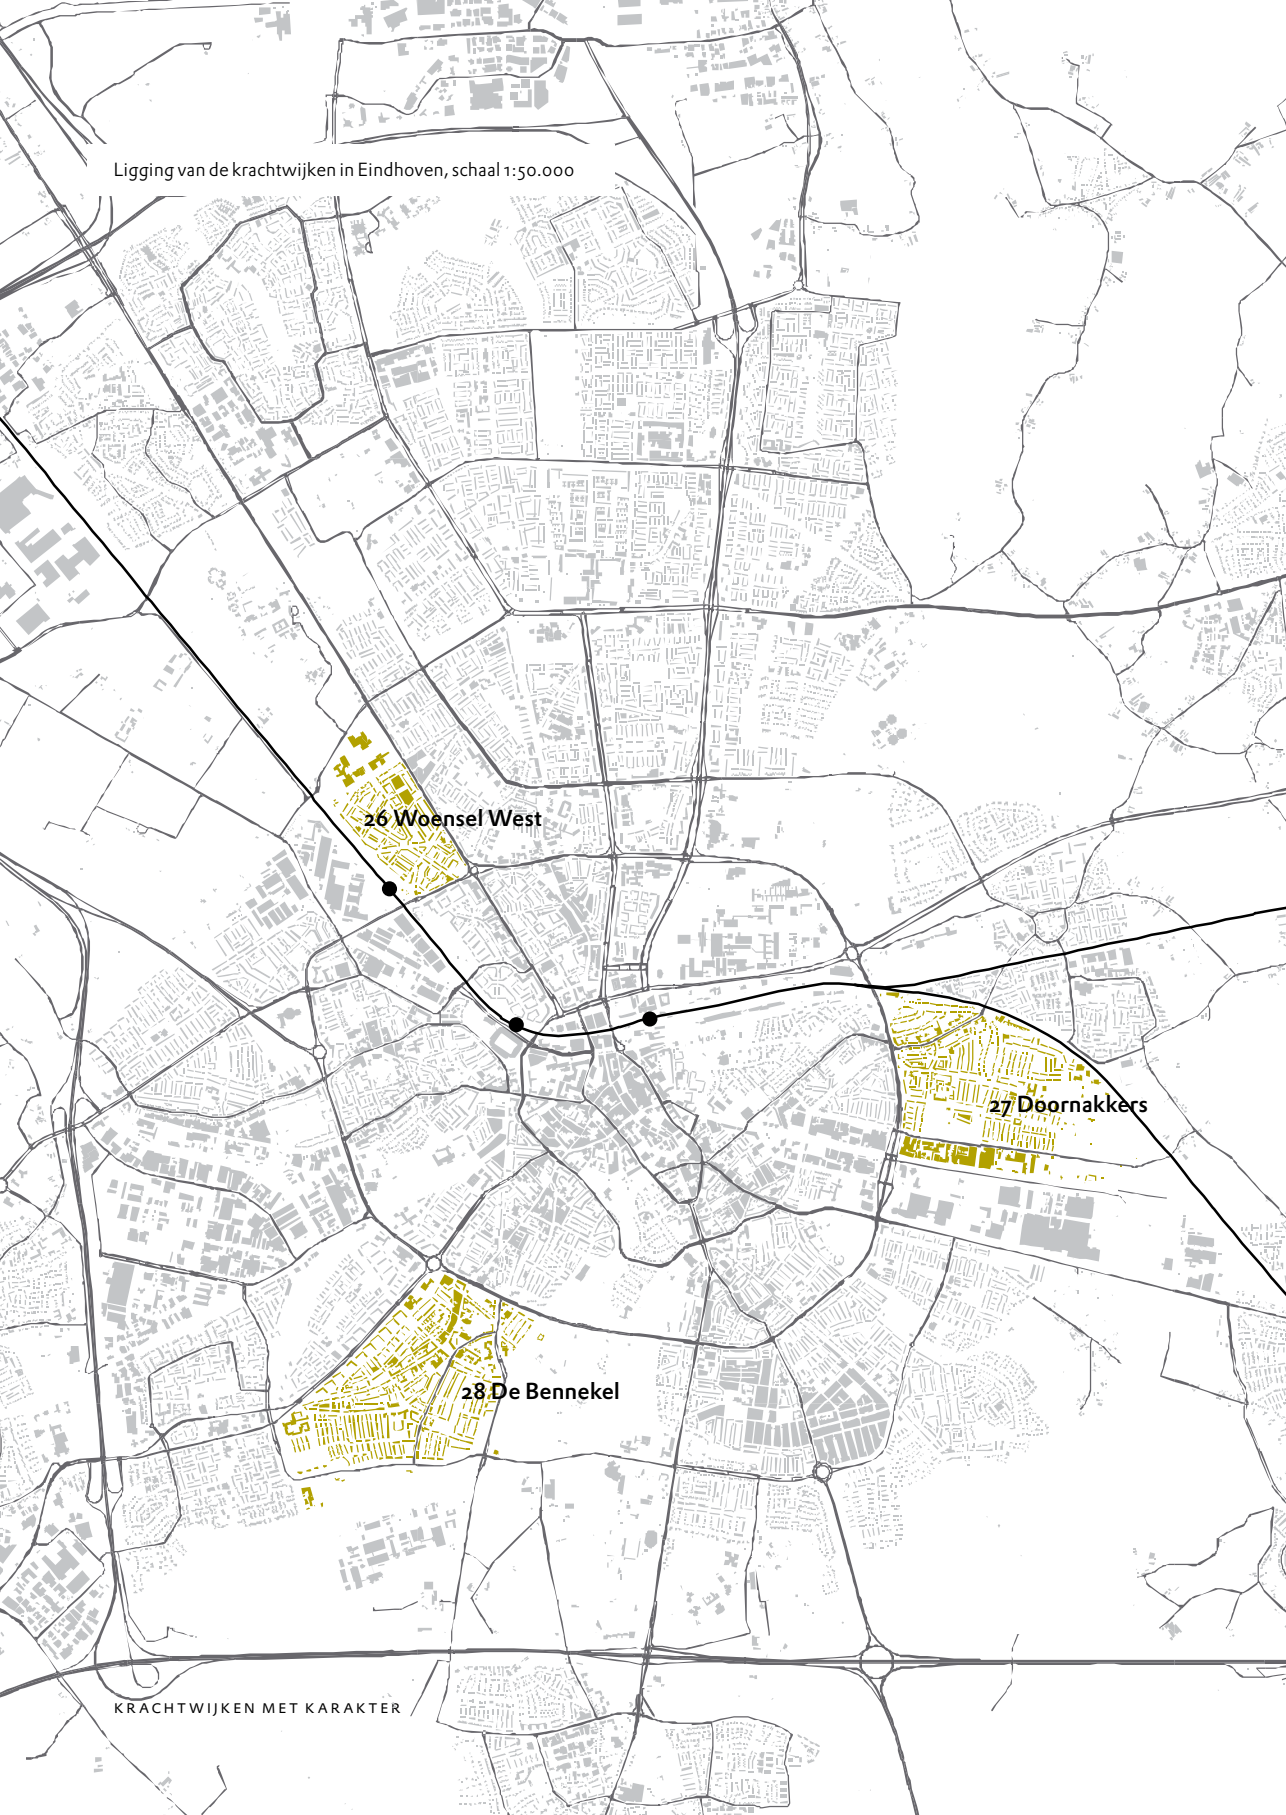 Ligging van de krachtwijken in Eindhoven, schaal 1:50.000
26 Woensel West
27 Doornakkers
28 De Bennekel
KRACHTWIJKEN MET KARAKTER